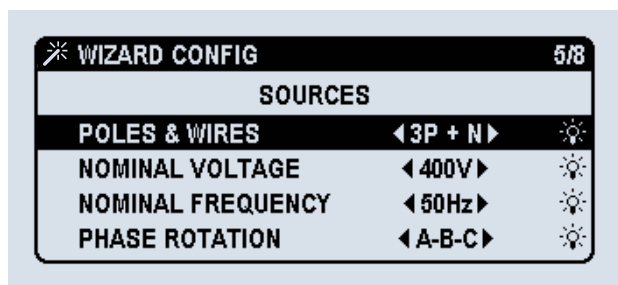 WIZARD CONFIG 5/8
SOURCES
POLES & WIRES 3P + N
NOMINAL VOLTAGE 400V
NOMINAL FREQUENCY 50Hz
PHASE ROTATION A-B-C